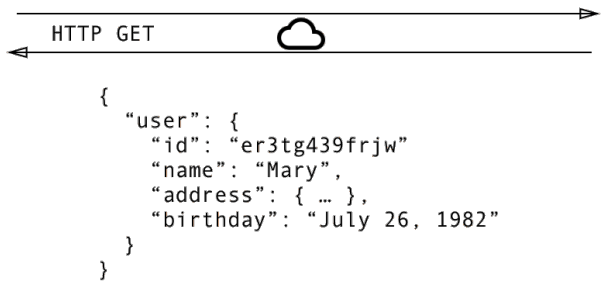 HTTP GET
{
“user”: {
“id”: “er3tg439frjw”
“name”: “Mary”,
“address”: { … },
“birthday”: “July 26, 1982”
}
}